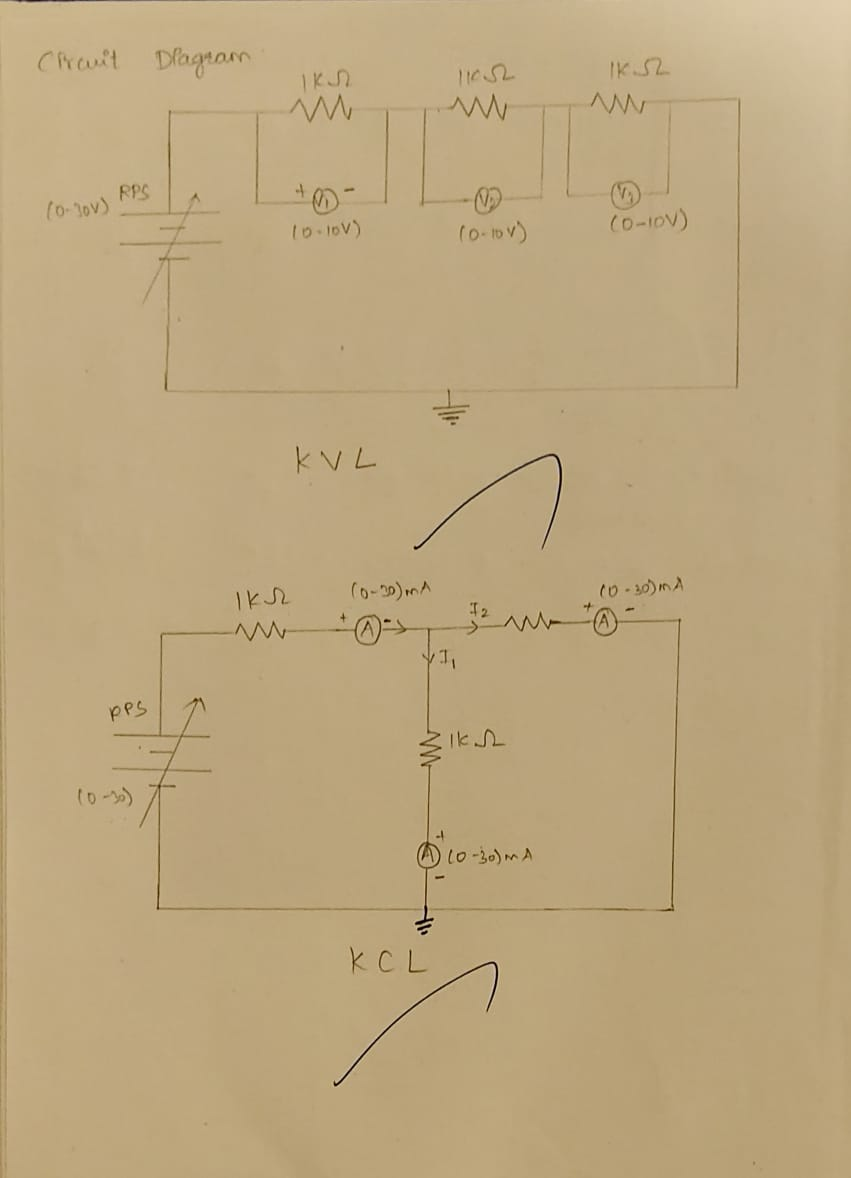 Circuit Diagram
1KΩ 1KΩ 1KΩ
RPS
(0-30V)
+ V1 - V2 V3
(0-10V) (0-10V) (0-10V)
KVL
1KΩ (0-30)mA (0-30)mA
+ A - I2 + A -
I1
RPS
1KΩ
(0-30)
+
A (0-30)mA
-
KCL